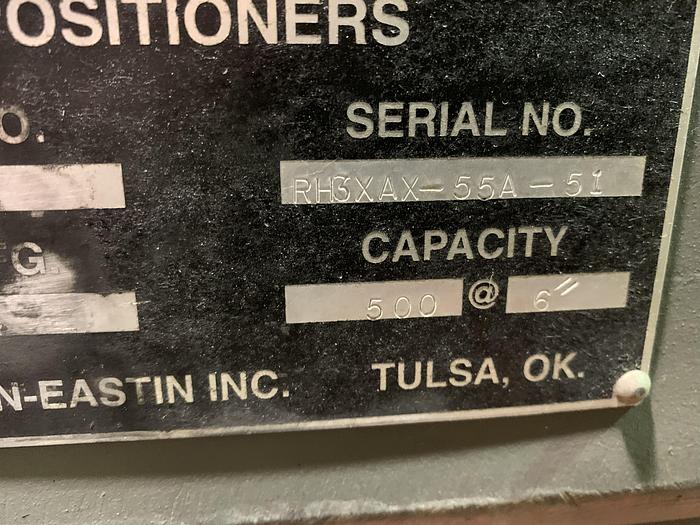 OSITIONERS
O. SERIAL NO.
RH3XAX-55A-51
G. CAPACITY
500 @ 6"
N-EASTIN INC. TULSA, OK.